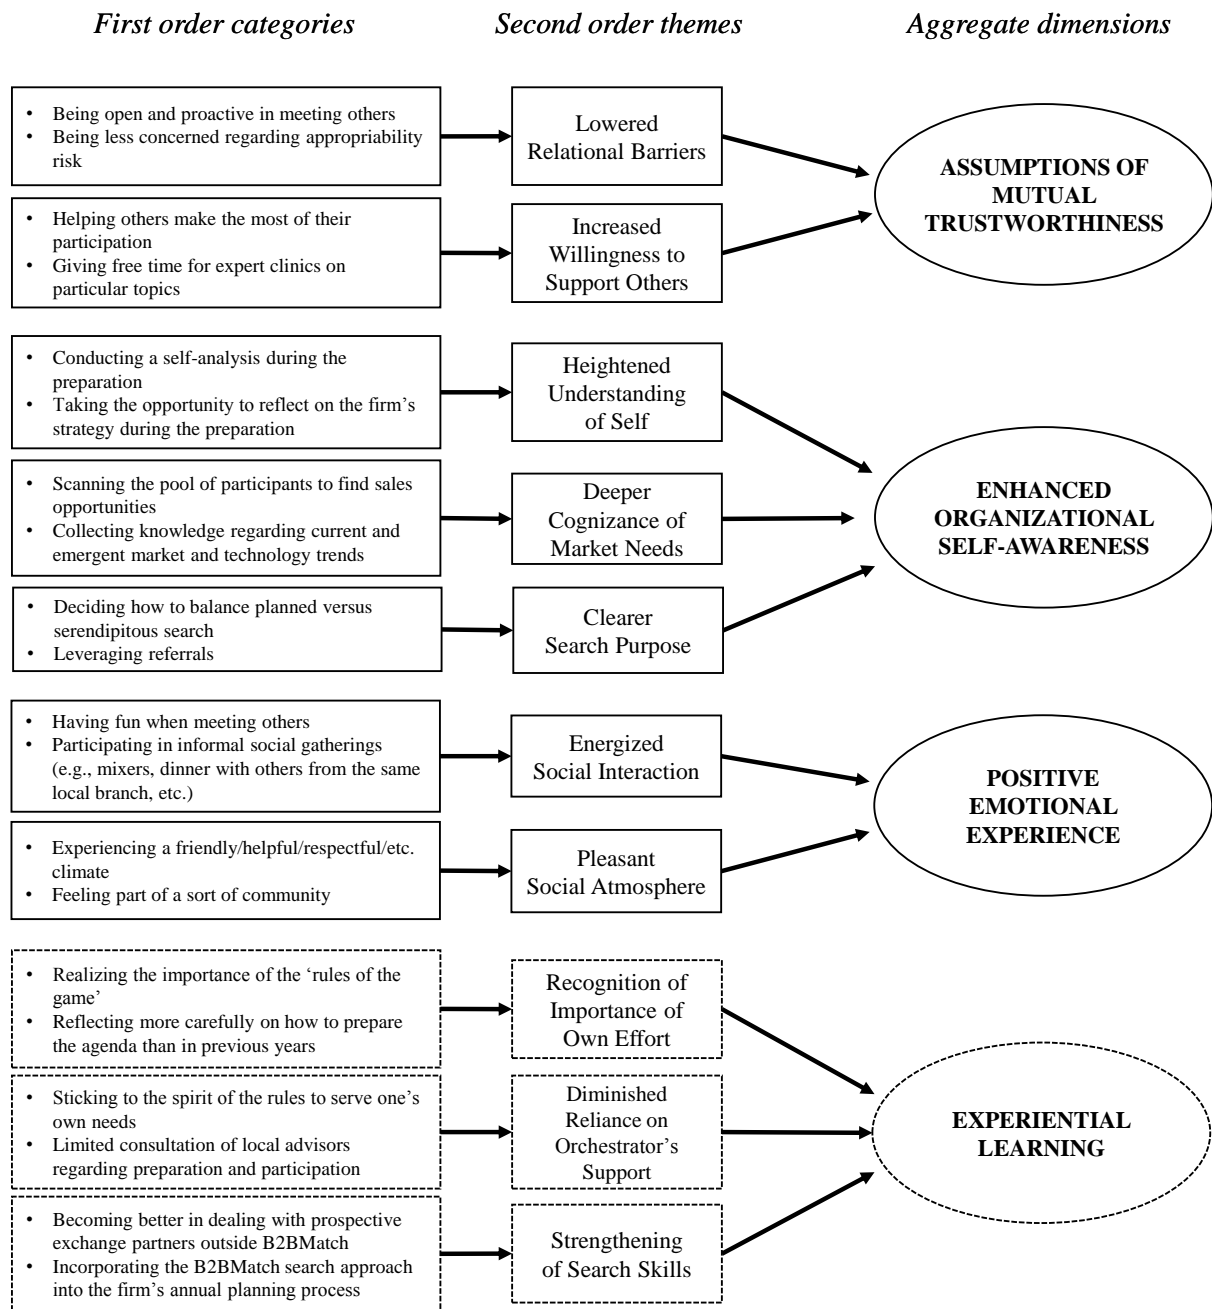 First order categories
Second order themes
Aggregate dimensions
• Being open and proactive in meeting others
• Being less concerned regarding appropriability
risk
Lowered
Relational Barriers
• Helping others make the most of their
participation
• Giving free time for expert clinics on
particular topics
Increased
Willingness to
Support Others
ASSUMPTIONS OF
MUTUAL
TRUSTWORTHINESS
• Conducting a self-analysis during the
preparation
• Taking the opportunity to reflect on the firm's
strategy during the preparation
Heightened
Understanding
of Self
• Scanning the pool of participants to find sales
opportunities
• Collecting knowledge regarding current and
emergent market and technology trends
Deeper
Cognizance of
Market Needs
• Deciding how to balance planned versus
serendipitous search
• Leveraging referrals
Clearer
Search Purpose
ENHANCED
ORGANIZATIONAL
SELF-AWARENESS
• Having fun when meeting others
• Participating in informal social gatherings
(e.g., mixers, dinner with others from the same
local branch, etc.)
Energized
Social Interaction
• Experiencing a friendly/helpful/respectful/etc.
climate
• Feeling part of a sort of community
Pleasant
Social Atmosphere
POSITIVE
EMOTIONAL
EXPERIENCE
• Realizing the importance of the ‘rules of the
game’
• Reflecting more carefully on how to prepare
the agenda than in previous years
Recognition of
Importance of
Own Effort
• Sticking to the spirit of the rules to serve one’s
own needs
• Limited consultation of local advisors
regarding preparation and participation
Diminished
Reliance on
Orchestrator’s
Support
• Becoming better in dealing with prospective
exchange partners outside B2BMatch
• Incorporating the B2BMatch search approach
into the firm’s annual planning process
Strengthening
of Search Skills
EXPERIENTIAL
LEARNING